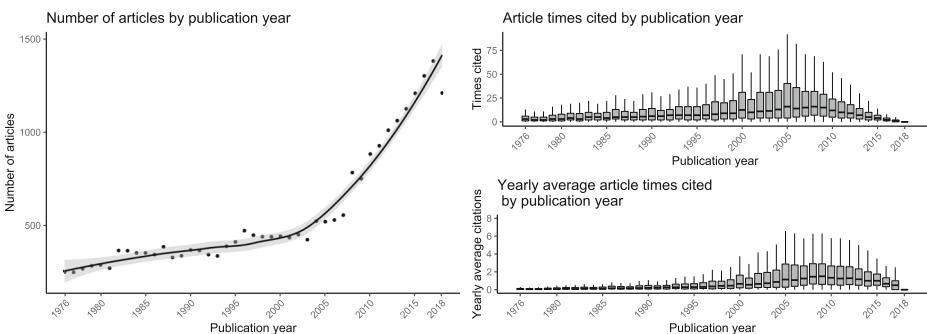 Number of articles by publication year
Number of articles
1500
1000
500
1976 1980 1985 1990 1995 2000 2005 2010 2015 2018
Publication year
Article times cited by publication year
Times cited
75
50
25
0
1976 1980 1985 1990 1995 2000 2005 2010 2015 2018
Publication year
Yearly average article times cited
by publication year
Yearly average citations
8
6
4
2
0
1976 1980 1985 1990 1995 2000 2005 2010 2015 2018
Publication year